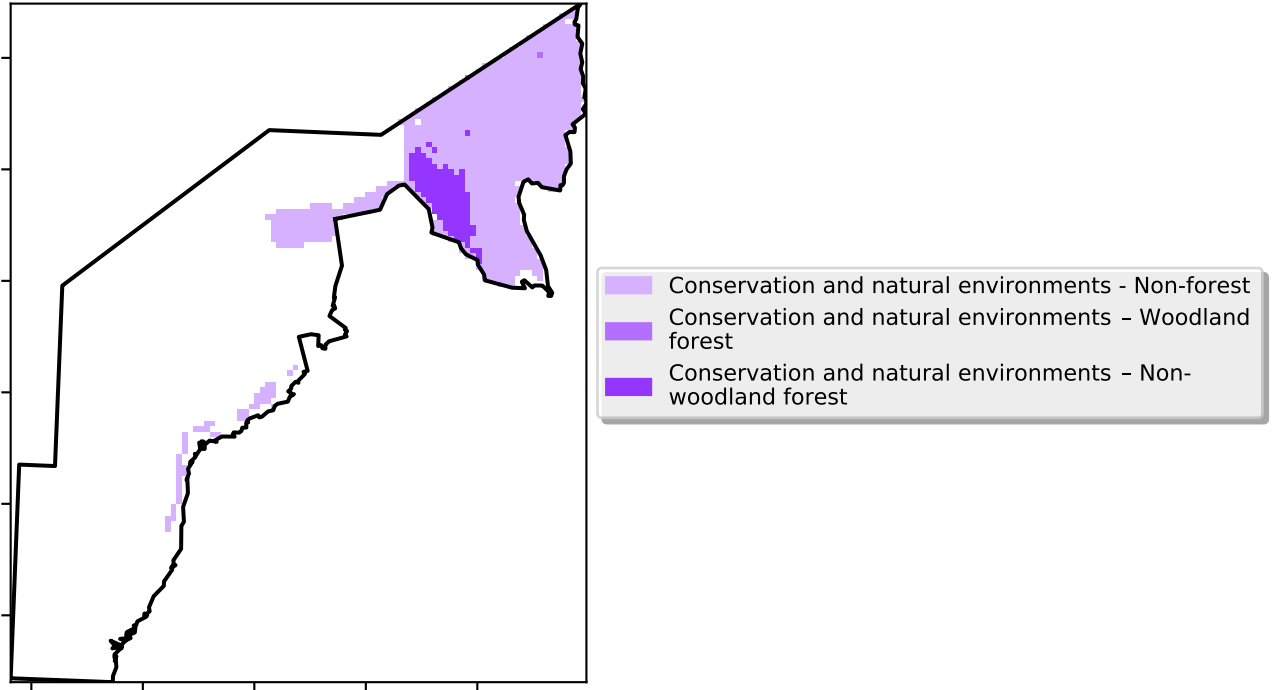 Conservation and natural environments - Non-forest
Conservation and natural environments – Woodland
forest
Conservation and natural environments – Non-
woodland forest